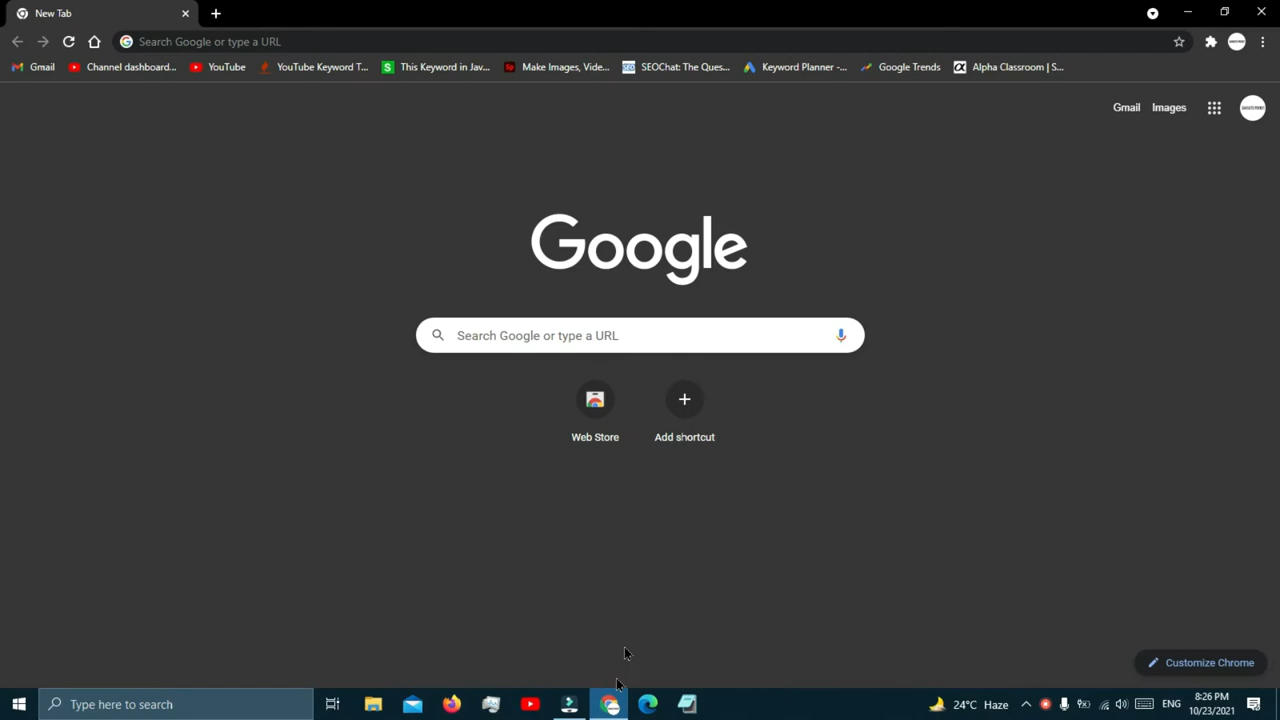 New Tab
Search Google or type a URL
Gmail
Channel dashboard...
YouTube
YouTube Keyword T...
This Keyword in Jav...
Make Images, Vide...
SEO
SEOChat: The Ques...
Keyword Planner -...
Google Trends
Alpha Classroom | S...
Gmail
Images
Google
Search Google or type a URL
Web Store
Add shortcut
Customize Chrome
Type here to search
24°C Haze
ENG
8:26 PM
10/23/2021